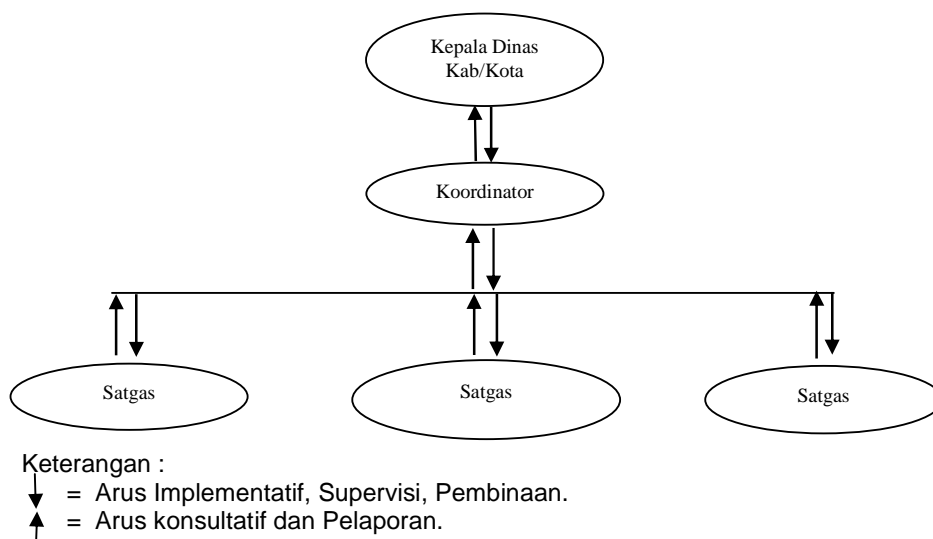 Kepala Dinas
Kab/Kota
Koordinator
Satgas
Satgas
Satgas
Keterangan :
= Arus Implementatif, Supervisi, Pembinaan.
= Arus konsultatif dan Pelaporan.